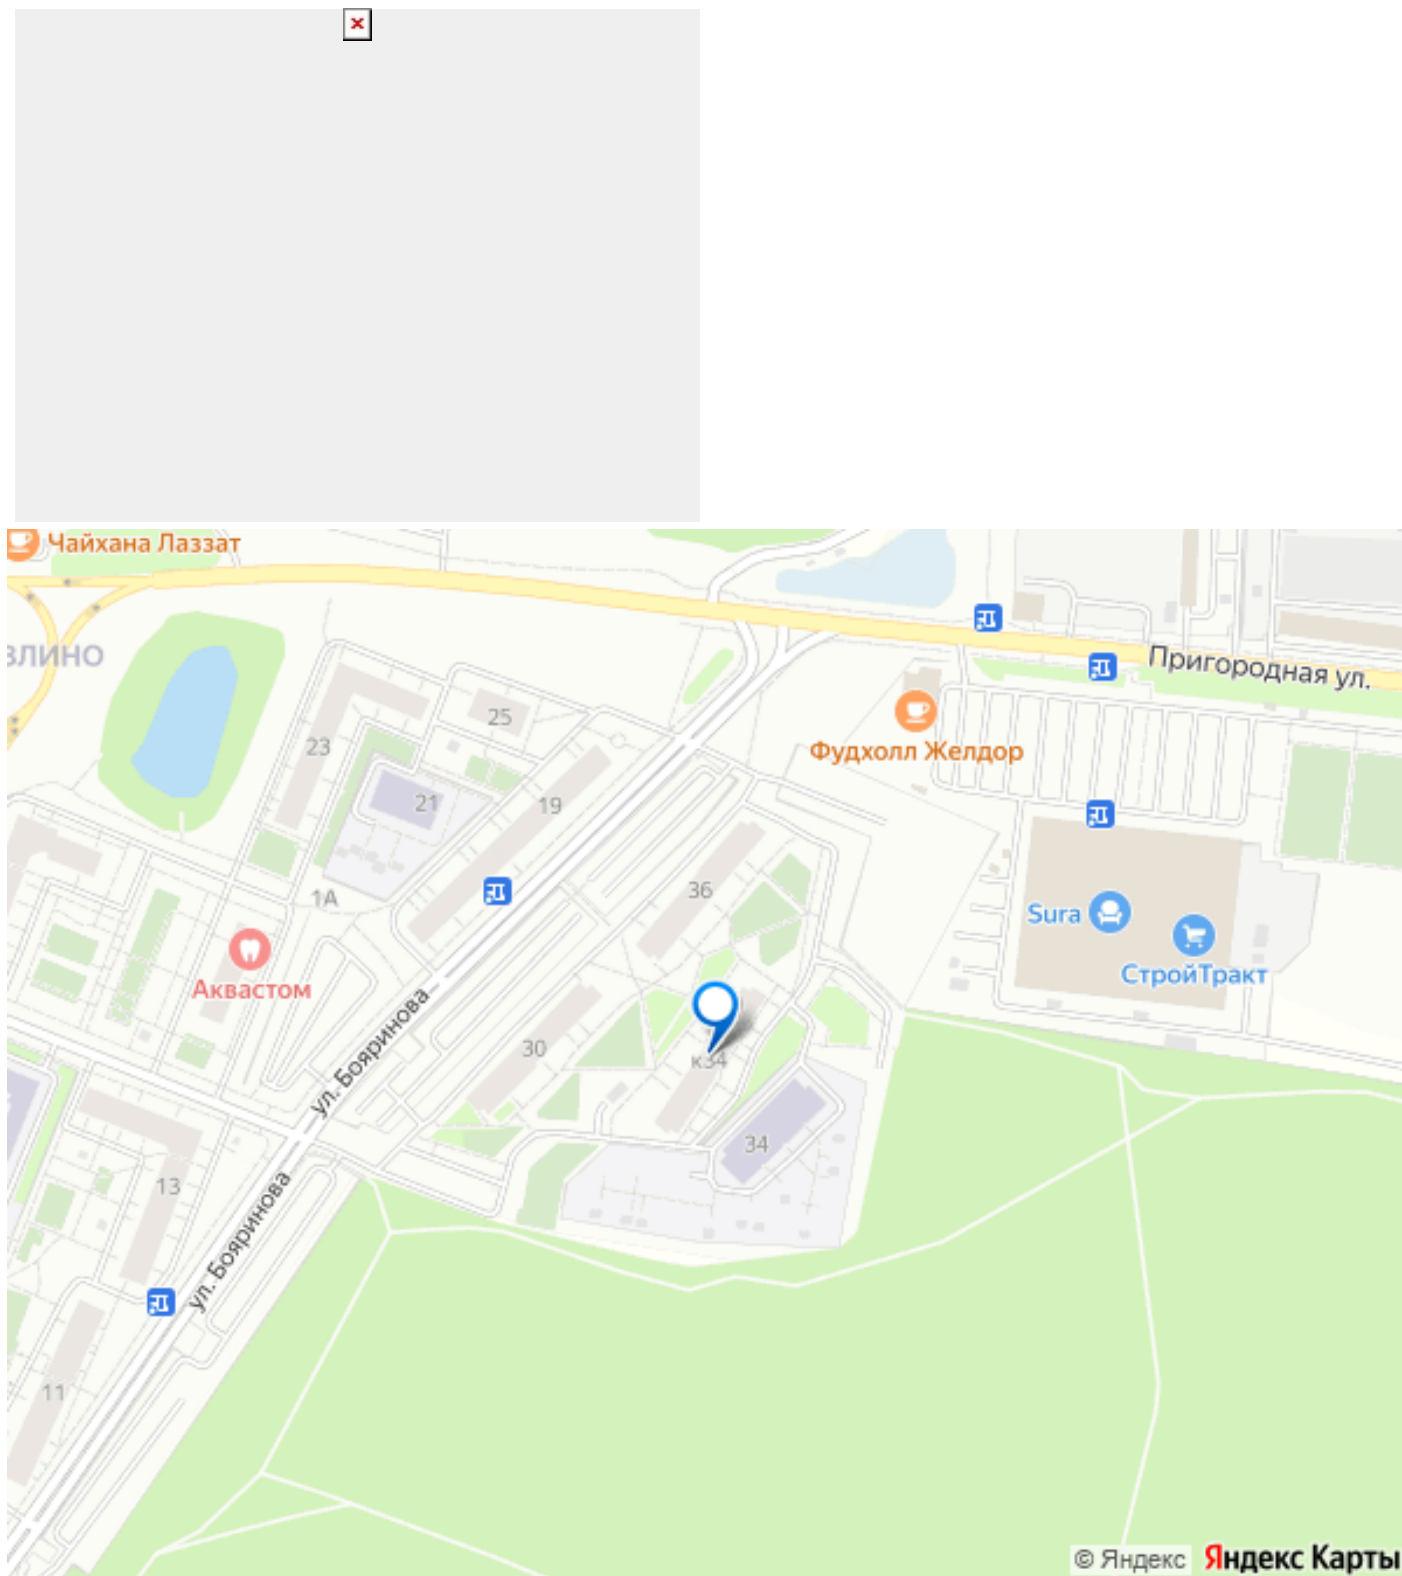 Чайхана Лаззат
ЗЛИНО
Пригородная ул.
25
23
Фудхолл Желдор
21
19
36
1А
Sura
СтройТракт
Аквастом
ул. Бояринова
30
к34
34
13
ул. Бояринова
11
© Яндекс Яндекс Карты